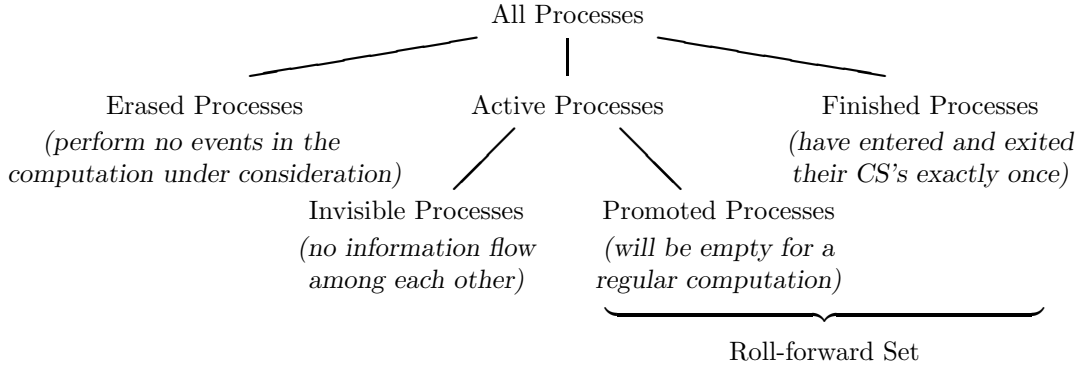 All Processes
Erased Processes
(perform no events in the
computation under consideration)
Active Processes
Finished Processes
(have entered and exited
their CS's exactly once)
Invisible Processes
(no information flow
among each other)
Promoted Processes
(will be empty for a
regular computation)
Roll-forward Set